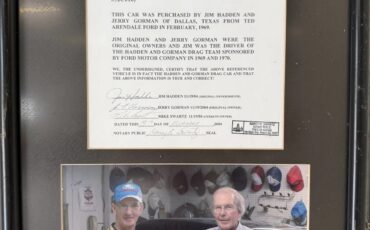 THIS CAR WAS PURCHASED BY JIM HADDEN AND
JERRY GORMAN OF DALLAS, TEXAS FROM TED
ARENDALE FORD IN FEBRUARY, 1969.
JIM HADDEN AND JERRY GORMAN WERE THE
ORIGINAL OWNERS AND JIM WAS THE DRIVER OF
THE HADDEN AND GORMAN DRAG TEAM SPONSORED
BY FORD MOTOR COMPANY IN 1969 AND 1970.
WE, THE UNDERSIGNED, CERTIFY THAT THE ABOVE REFERENCED
VEHICLE IS IN FACT THE HADDEN AND GORMAN DRAG CAR AND THAT
THE ABOVE INFORMATION IS TRUE AND CORRECT!
JIM HADDEN
JERRY GORMAN
MIKE SWARTZ
DATED THIS DAY OF
NOTARY PUBLIC SEAL